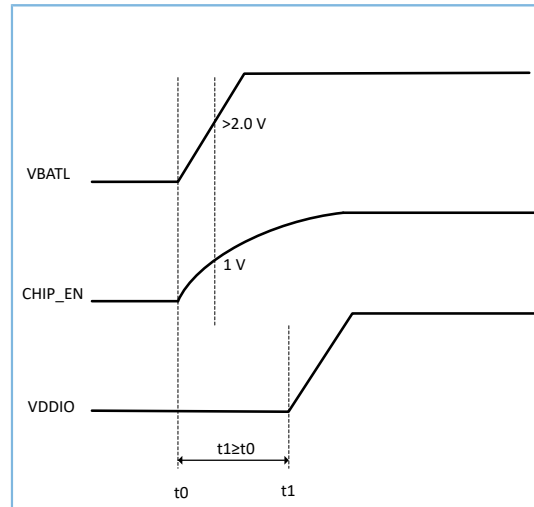 >2.0 V
VBATL
1 V
CHIP_EN
VDDIO
t1≥t0
t0
t1